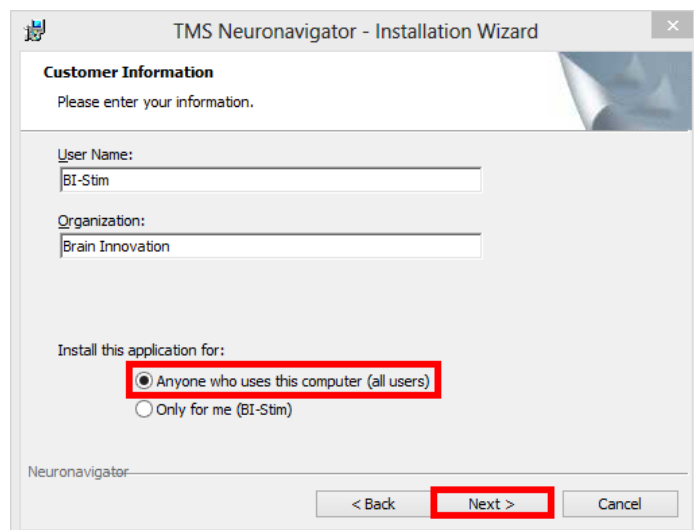 TMS Neuronavigator - Installation Wizard
Customer Information
Please enter your information.
User Name:
BI-Stim
Organization:
Brain Innovation
Install this application for:
Anyone who uses this computer (all users)
Only for me (BI-Stim)
Neuronavigator
< Back Next > Cancel